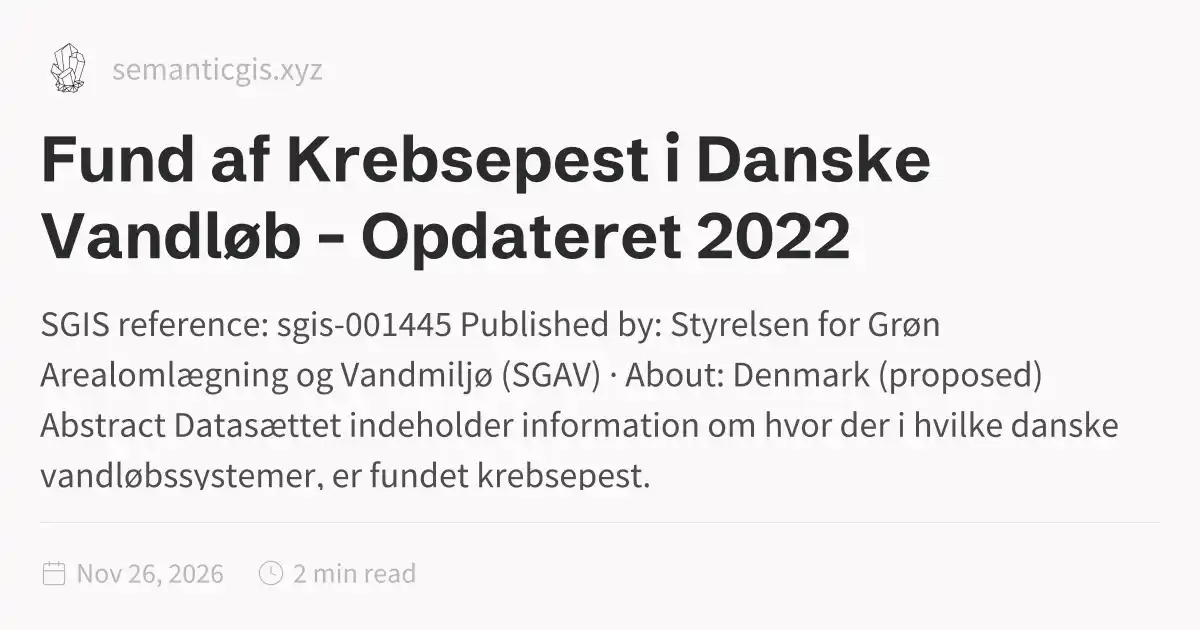 semanticgis.xyz
Fund af Krebsepest i Danske
Vandløb – Opdateret 2022
SGIS reference: sgis-001445 Published by: Styrelsen for Grøn
Arealomlægning og Vandmiljø (SGAV) · About: Denmark (proposed)
Abstract Datasættet indeholder information om hvor der i hvilke danske
vandløbssystemer, er fundet krebsepest.
Nov 26, 2026
2 min read